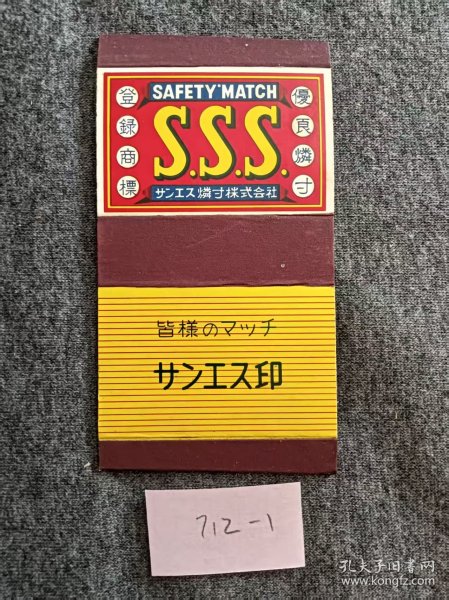 SAFETY MATCH
登録商標
S.S.S.
優良燐寸
サンエス燐寸株式会社
皆様のマッチ
サンエス印
712-1
孔夫子旧书网
www.kongfz.com